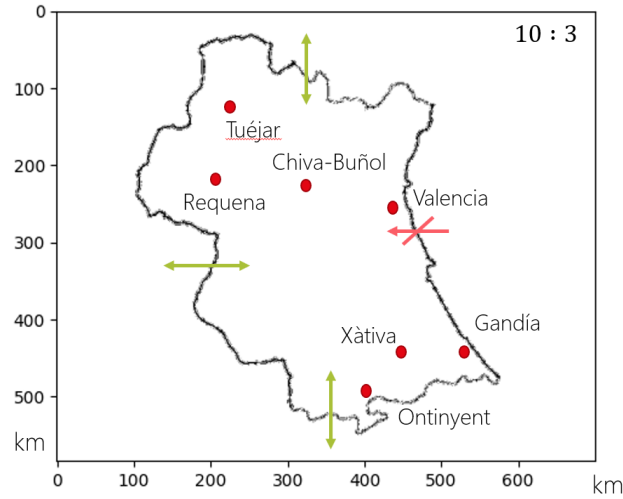 10 : 3
0
100
200
300
400
500
km
Tuéjar
Chiva-Buñol
Requena
Valencia
Xàtiva
Gandía
Ontinyent
0 100 200 300 400 500 600
km